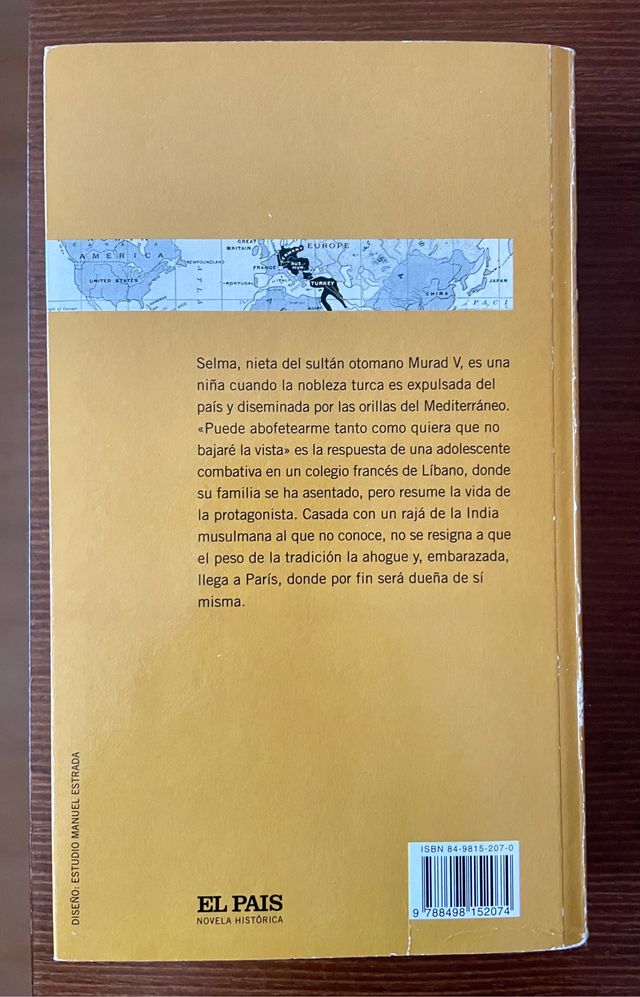 CANADA
AMERICA
NEWFOUNDLAND
UNITED STATES
GREAT
BRITAIN
EUROPE
FRANCE
PORTUGAL
TURKEY
CHINA
JAPAN
Selma, nieta del sultán otomano Murad V, es una
niña cuando la nobleza turca es expulsada del
país y diseminada por las orillas del Mediterráneo.
«Puede abofetearme tanto como quiera que no
bajaré la vista» es la respuesta de una adolescente
combativa en un colegio francés de Líbano, donde
su familia se ha asentado, pero resume la vida de
la protagonista. Casada con un rajá de la India
musulmana al que no conoce, no se resigna a que
el peso de la tradición la ahogue y, embarazada,
llega a París, donde por fin será dueña de sí
misma.
DISEÑO: ESTUDIO MANUEL ESTRADA
EL PAIS
NOVELA HISTÓRICA
ISBN 84-9815-207-0
9 788498 152074